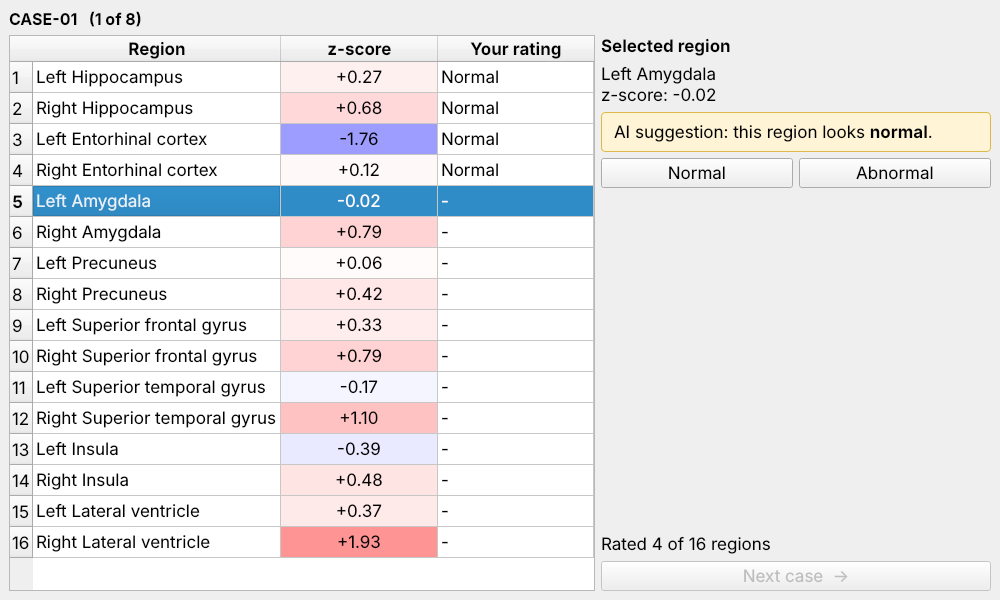 CASE-01 (1 of 8)
Region z-score Your rating
1 Left Hippocampus +0.27 Normal
2 Right Hippocampus +0.68 Normal
3 Left Entorhinal cortex -1.76 Normal
4 Right Entorhinal cortex +0.12 Normal
5 Left Amygdala -0.02 -
6 Right Amygdala +0.79 -
7 Left Precuneus +0.06 -
8 Right Precuneus +0.42 -
9 Left Superior frontal gyrus +0.33 -
10 Right Superior frontal gyrus +0.79 -
11 Left Superior temporal gyrus -0.17 -
12 Right Superior temporal gyrus +1.10 -
13 Left Insula -0.39 -
14 Right Insula +0.48 -
15 Left Lateral ventricle +0.37 -
16 Right Lateral ventricle +1.93 -
Selected region
Left Amygdala
z-score: -0.02
AI suggestion: this region looks normal.
Normal Abnormal
Rated 4 of 16 regions
Next case →